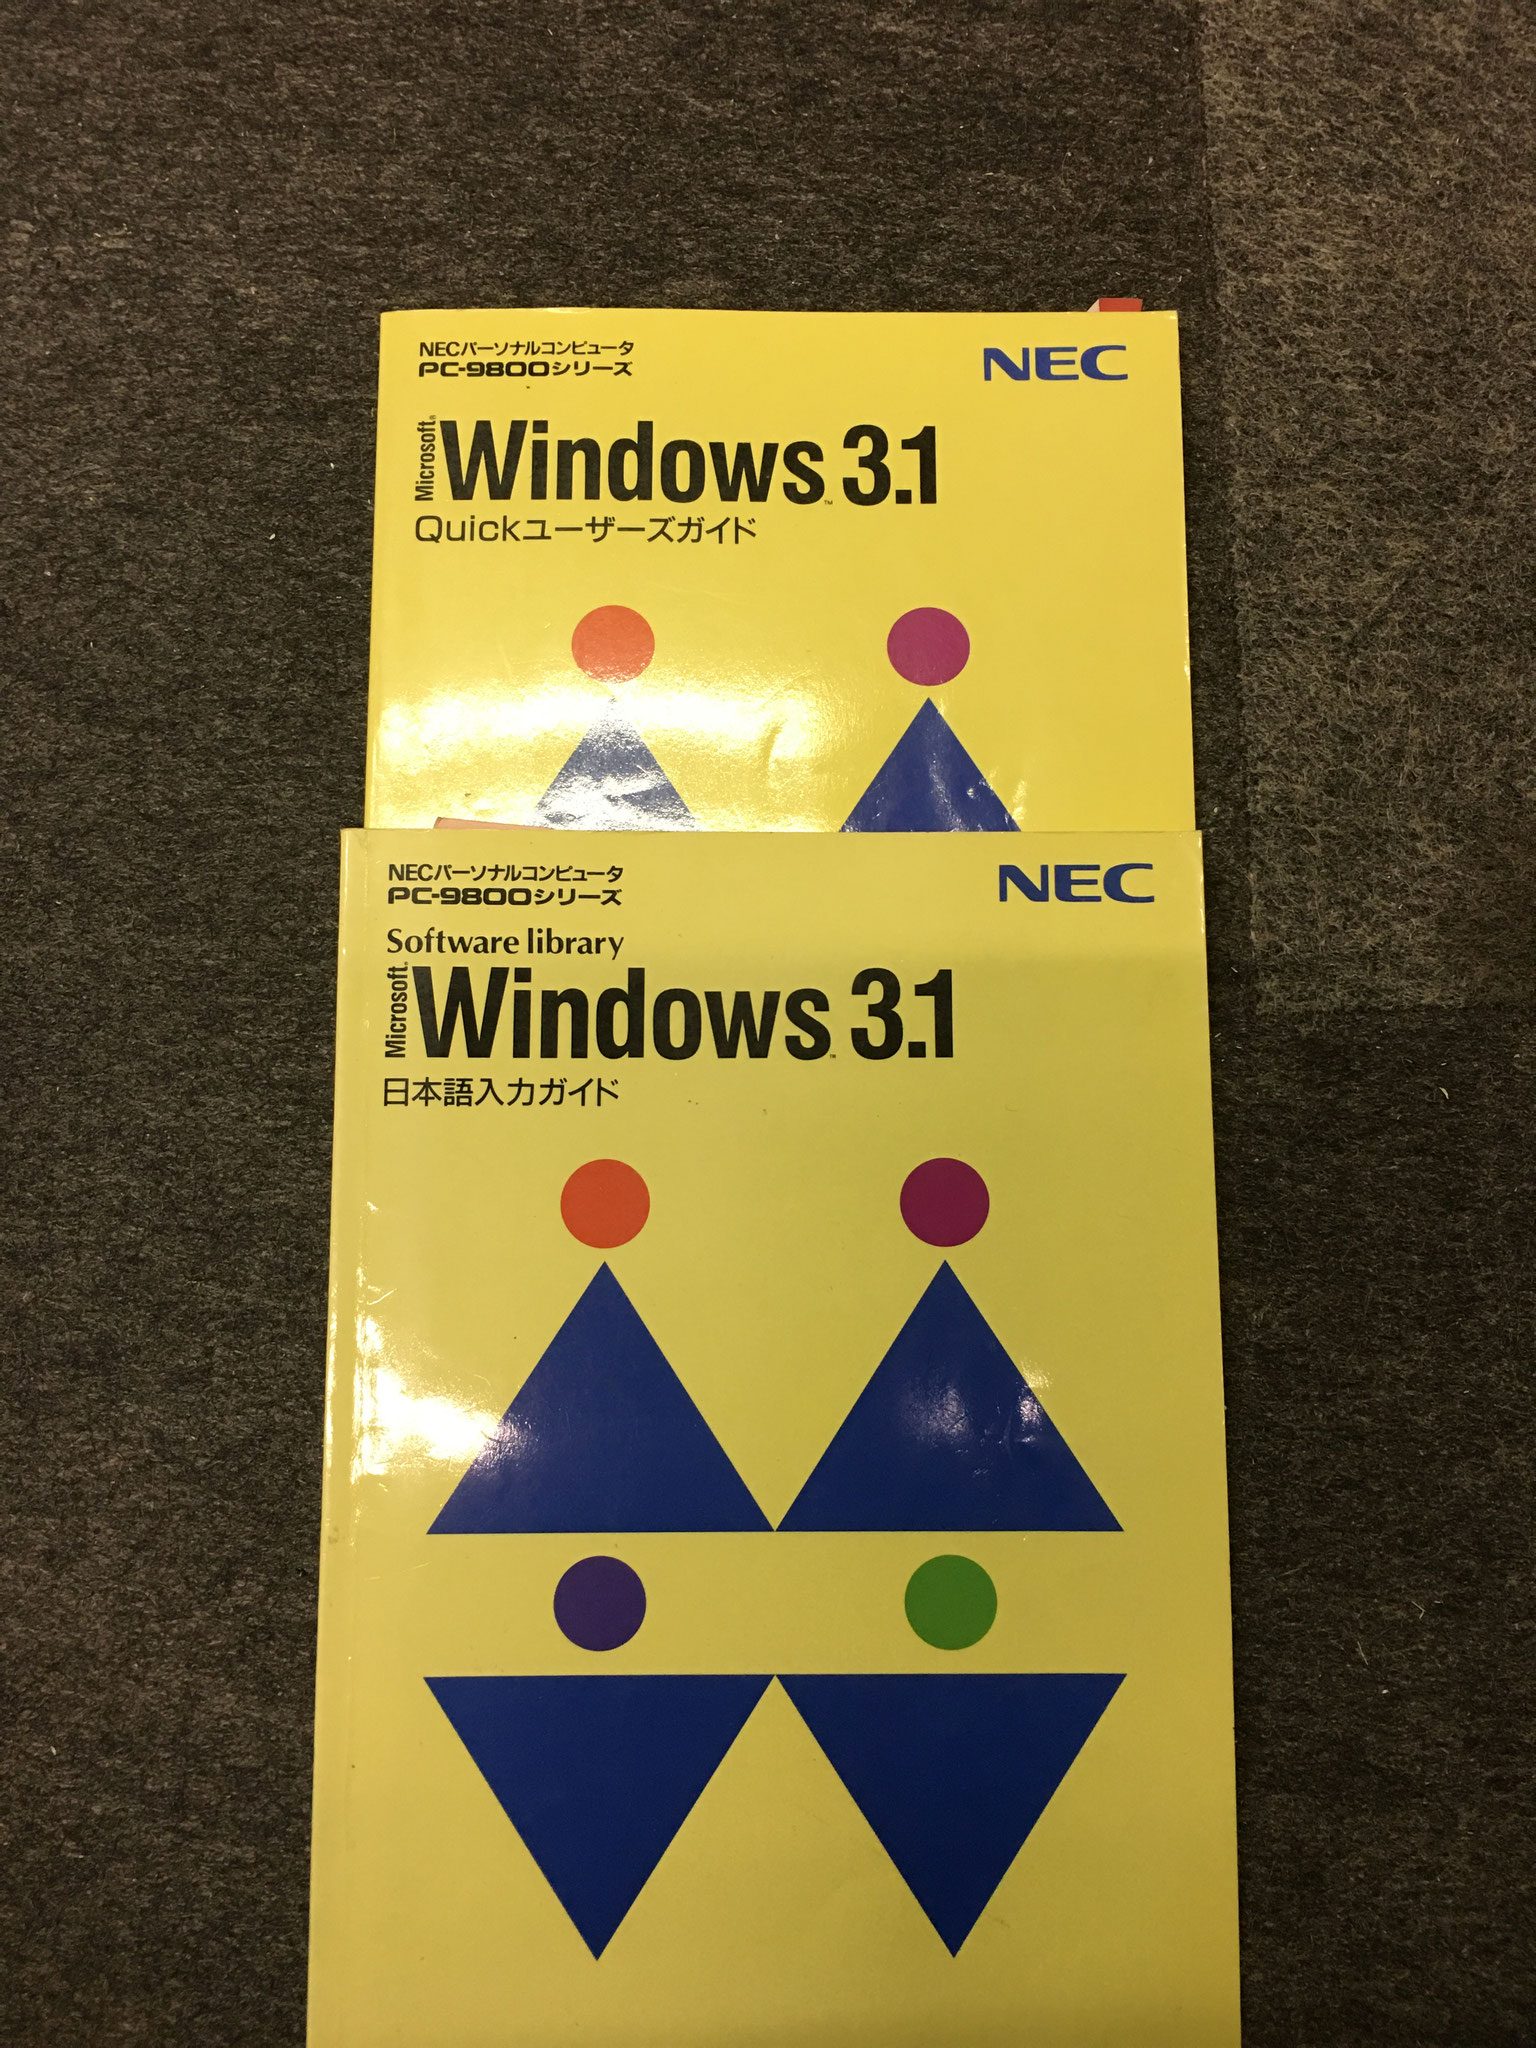 NECパーソナルコンピュータ
PC-9800シリーズ
NEC
Microsoft®
Windows™ 3.1
Quickユーザーズガイド
NECパーソナルコンピュータ
PC-9800シリーズ
NEC
Software library
Microsoft®
Windows™ 3.1
日本語入力ガイド